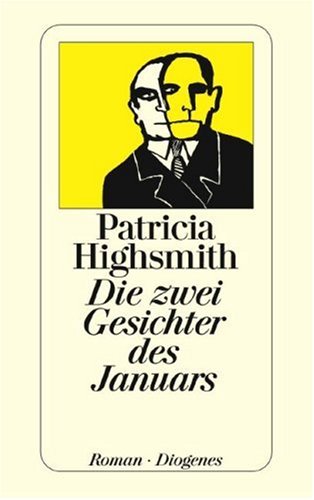 Patricia
Highsmith
Die zwei
Gesichter
des
Januars
Roman · Diogenes